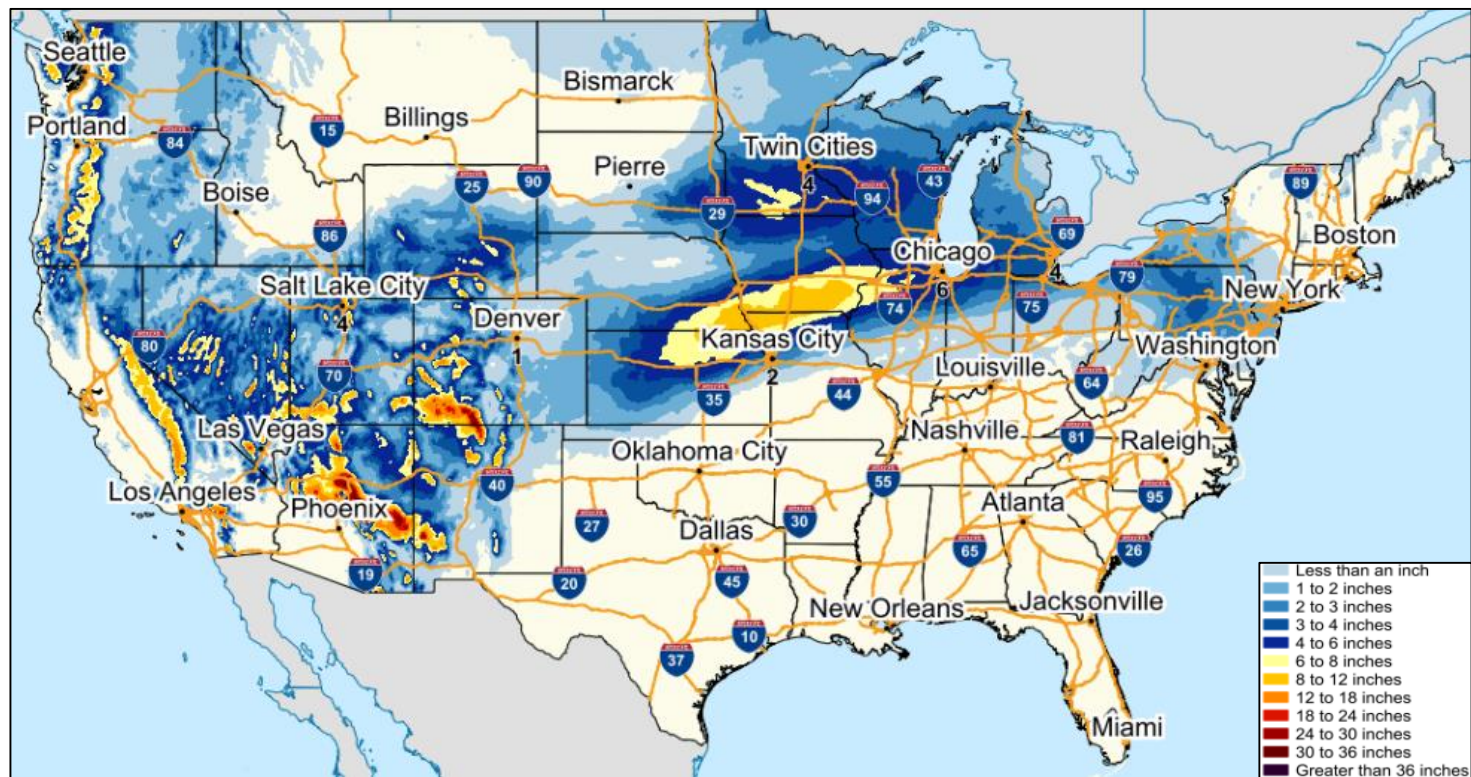 Seattle
Bismarck
Portland
15
Billings
Twin Cities
84
Pierre
4
43
89
Boise
25
90
94
29
69
Boston
86
Chicago
4
79
Salt Lake City
6
74
75
New York
4
Denver
80
1
Kansas City
Washington
70
2
Louisville
64
35
44
Las Vegas
Nashville
81
Raleigh
Oklahoma City
Los Angeles
40
55
95
Phoenix
27
30
Atlanta
Dallas
65
26
19
20
45
New Orleans
Jacksonville
10
37
Miami
Less than an inch
1 to 2 inches
2 to 3 inches
3 to 4 inches
4 to 6 inches
6 to 8 inches
8 to 12 inches
12 to 18 inches
18 to 24 inches
24 to 30 inches
30 to 36 inches
Greater than 36 inches